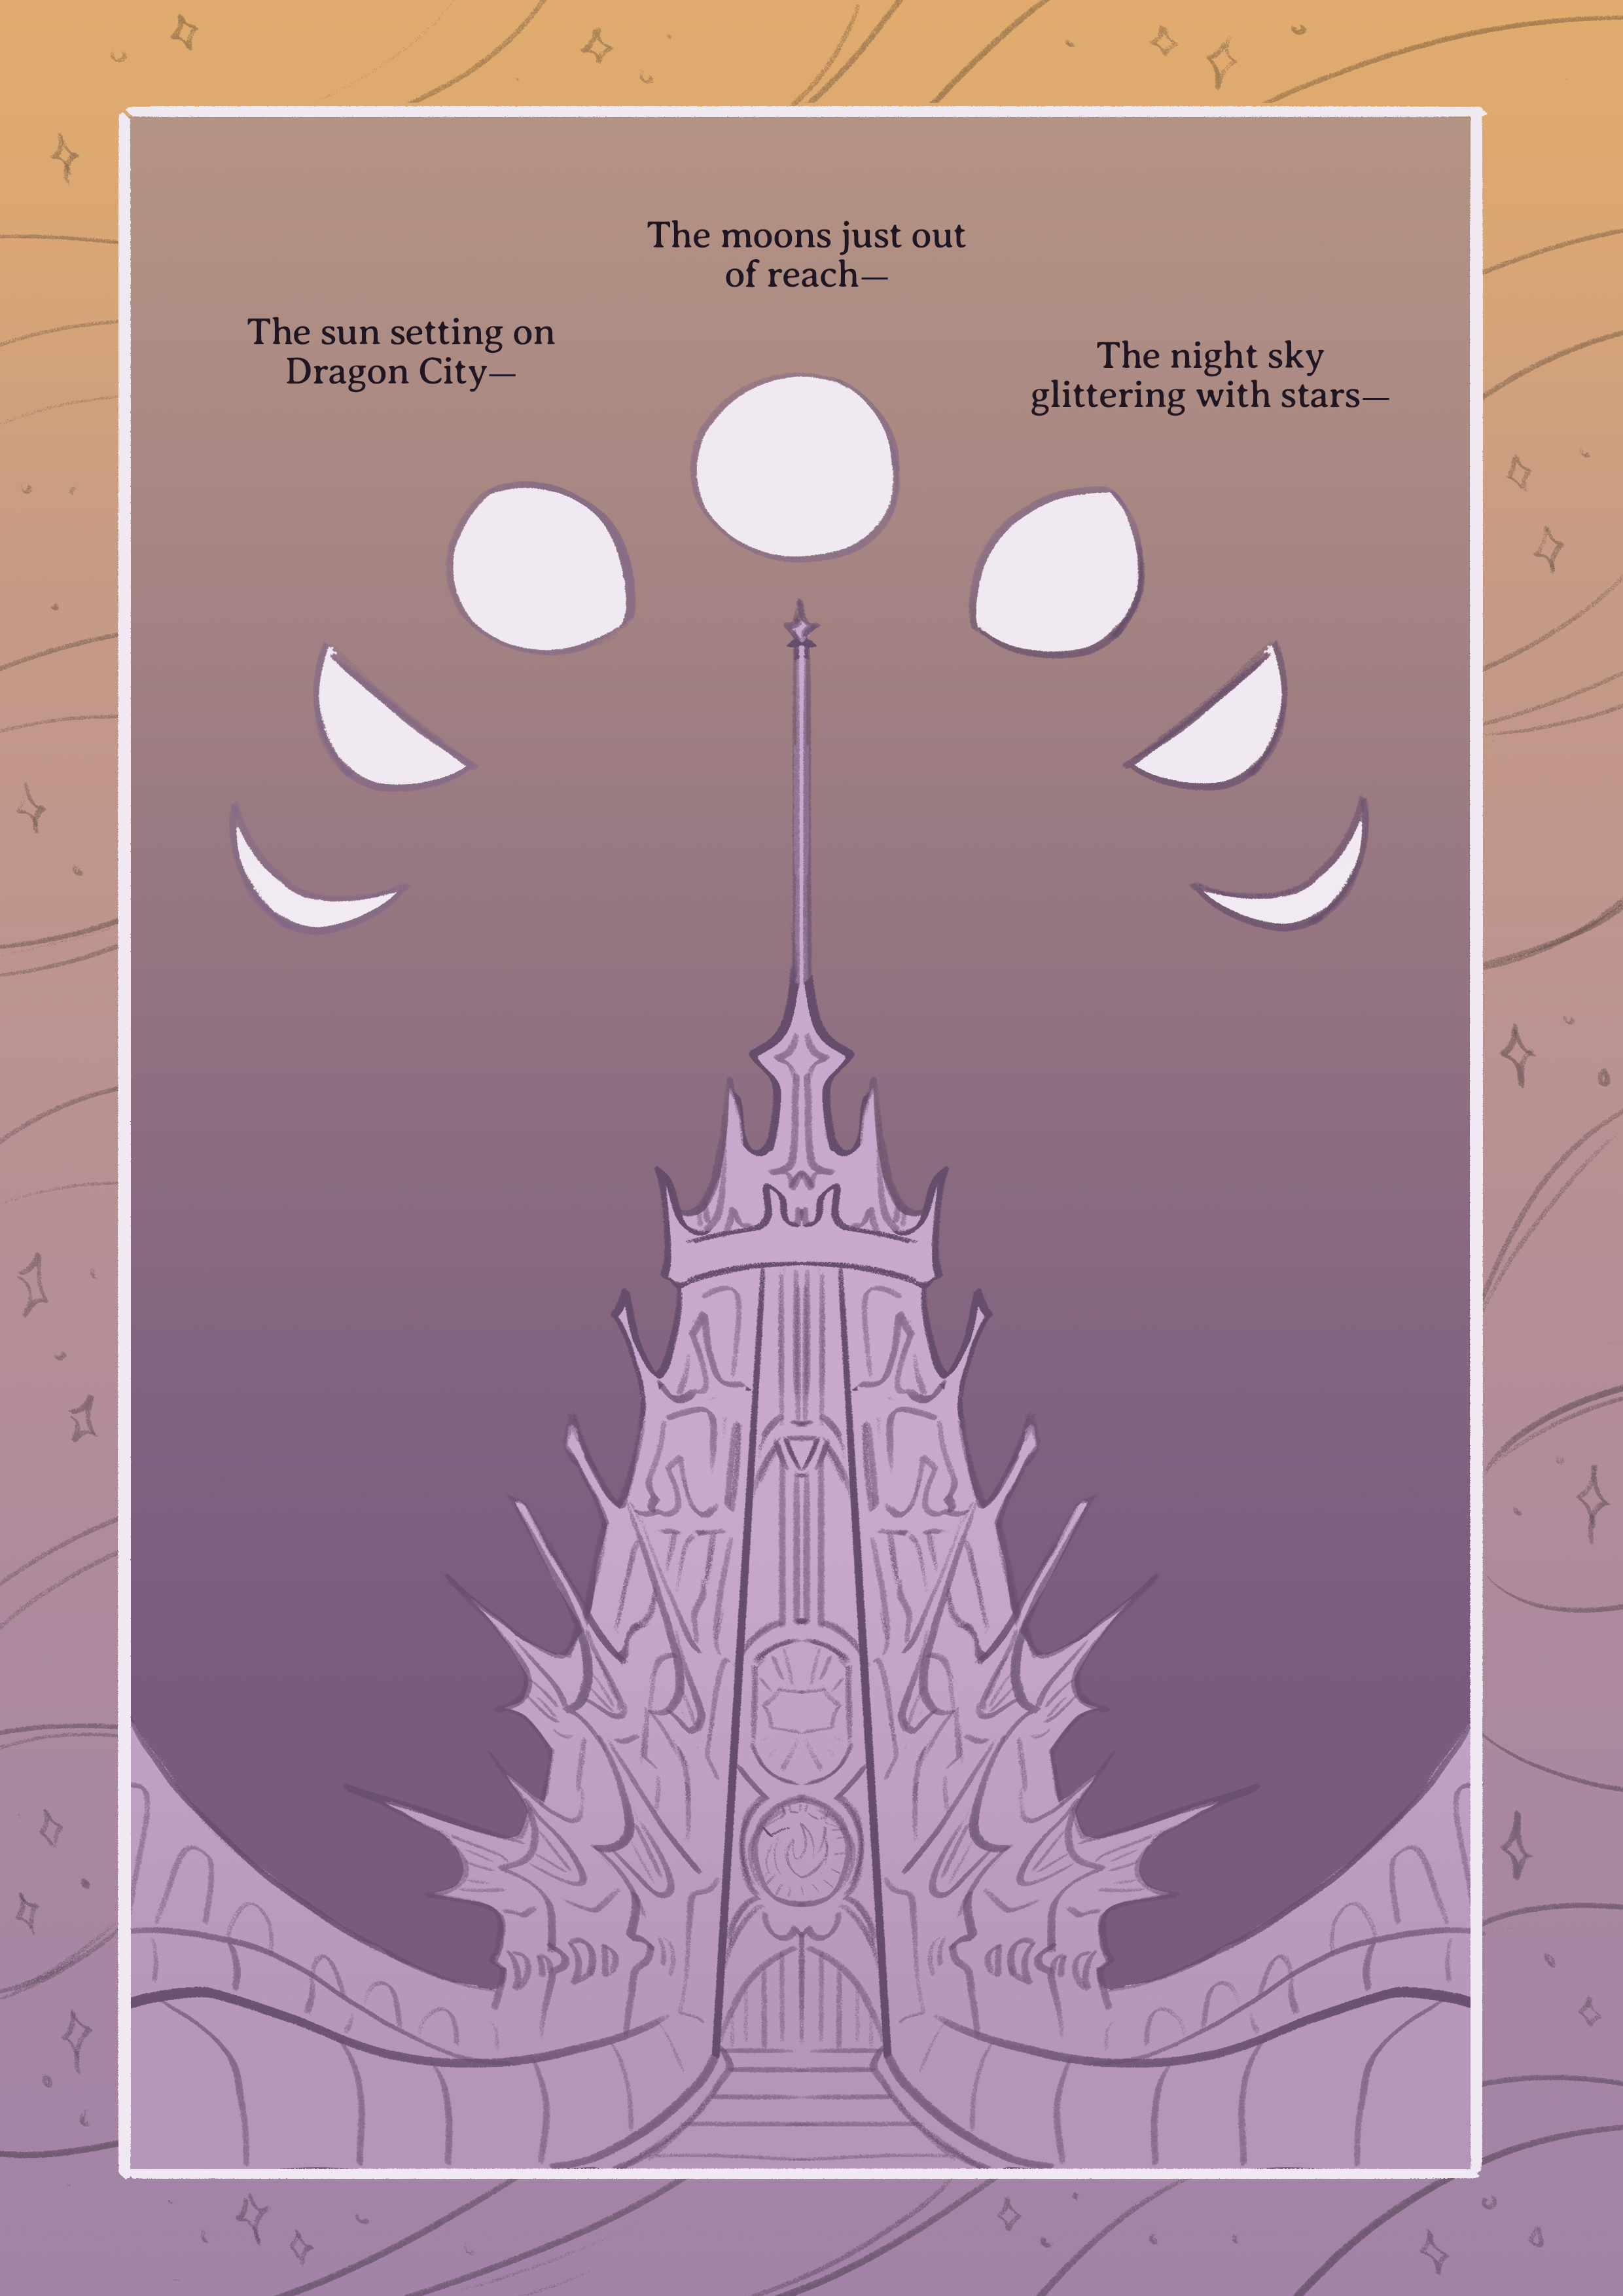 The sun setting on
Dragon City—
The moons just out
of reach—
The night sky
glittering with stars—